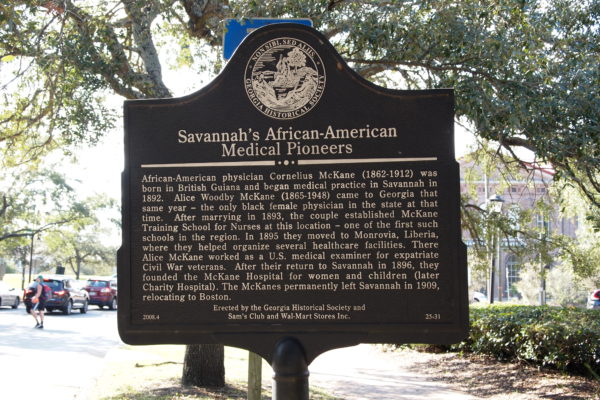 NON SIBI, SED ALIIS
GEORGIA HISTORICAL SOCIETY
Savannah's African-American
Medical Pioneers
African-American physician Cornelius McKane (1862-1912) was
born in British Guiana and began medical practice in Savannah in
1892. Alice Woodby McKane (1865-1948) came to Georgia that
same year – the only black female physician in the state at that
time. After marrying in 1893, the couple established McKane
Training School for Nurses at this location – one of the first such
schools in the region. In 1895 they moved to Monrovia, Liberia,
where they helped organize several healthcare facilities. There
Alice McKane worked as a U.S. medical examiner for expatriate
Civil War veterans. After their return to Savannah in 1896, they
founded the McKane Hospital for women and children (later
Charity Hospital). The McKanes permanently left Savannah in 1909,
relocating to Boston.
Erected by the Georgia Historical Society and
Sam's Club and Wal-Mart Stores Inc.
2008.4 25-31